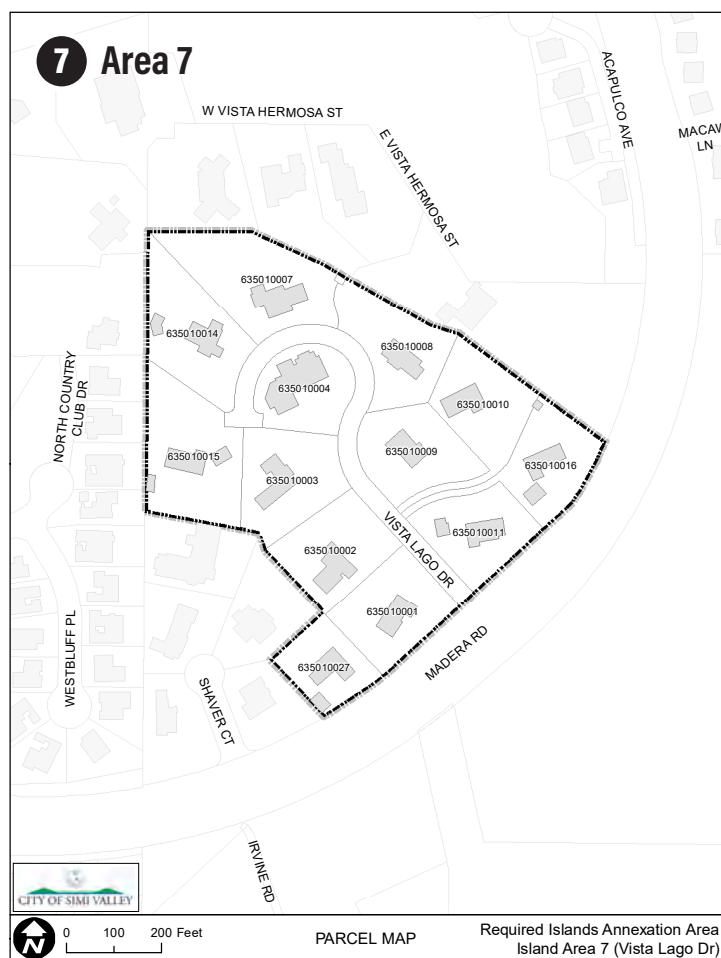 7 Area 7
W VISTA HERMOSA ST
E VISTA HERMOSA ST
ACAPULCO AVE
MACAW
LN
635010007
635010014
635010008
635010004
635010010
NORTH COUNTRY
CLUB DR
635010009
635010015
635010016
635010003
635010011
635010002
VISTA LAGO DR
635010001
635010027
MADERA RD
WESTBLUFF PL
SHAVER CT
IRVINE RD
CITY OF SIMI VALLEY
N
0 100 200 Feet
PARCEL MAP
Required Islands Annexation Area
Island Area 7 (Vista Lago Dr)